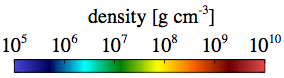 density [g cm⁻³]
10⁵ 10⁶ 10⁷ 10⁸ 10⁹ 10¹⁰